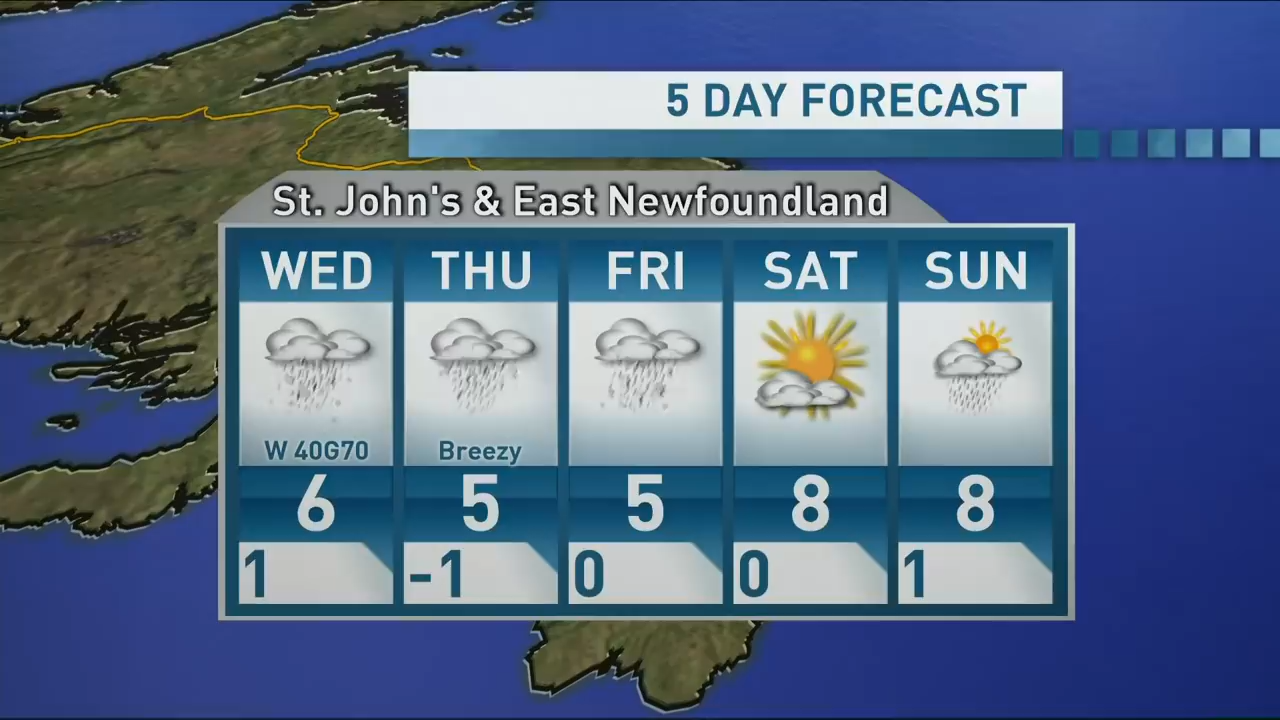 5 DAY FORECAST
St. John's & East Newfoundland
WED THU FRI SAT SUN
W 40G70 Breezy
6 5 5 8 8
1 -1 0 0 1